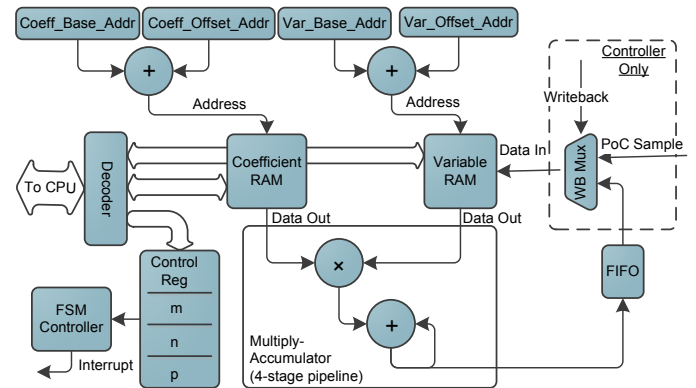 Coeff_Base_Addr
Coeff_Offset_Addr
Var_Base_Addr
Var_Offset_Addr
+
+
Controller
Only
Address
Address
Writeback
To CPU
Decoder
Coefficient
RAM
Variable
RAM
Data In
WB Mux
PoC Sample
Data Out
Data Out
Control
Reg
m
n
p
×
+
FIFO
FSM
Controller
Interrupt
Multiply-
Accumulator
(4-stage pipeline)